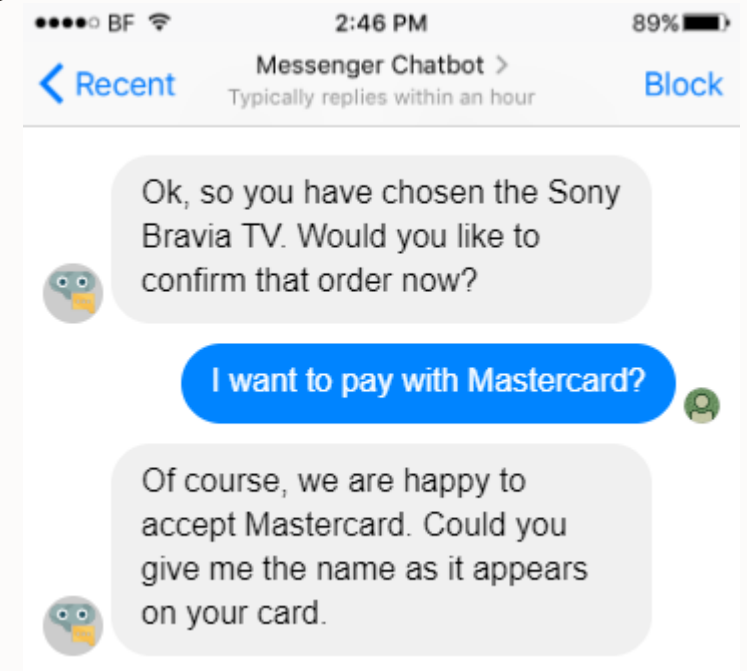 BF 2:46 PM 89%
Recent Messenger Chatbot > Block
Typically replies within an hour
Ok, so you have chosen the Sony
Bravia TV. Would you like to
confirm that order now?
I want to pay with Mastercard?
Of course, we are happy to
accept Mastercard. Could you
give me the name as it appears
on your card.